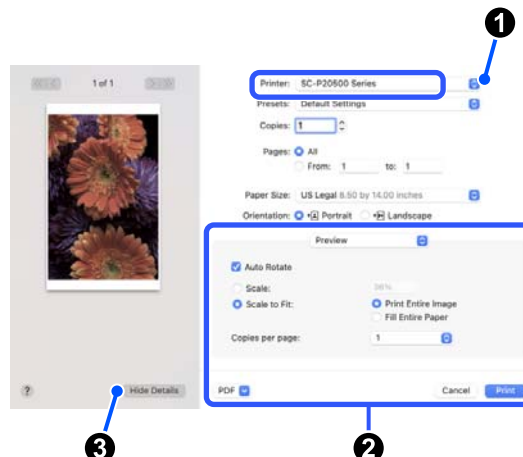 1
1 of 1
Printer: SC-P20500 Series
Presets: Default Settings
Copies: 1
Pages: All
From: 1 to: 1
Paper Size: US Legal 8.50 by 14.00 inches
Orientation: Portrait Landscape
Preview
Auto Rotate
Scale: 36%
Scale to Fit: Print Entire Image
Fill Entire Paper
Copies per page: 1
? Hide Details PDF Cancel Print
3 2